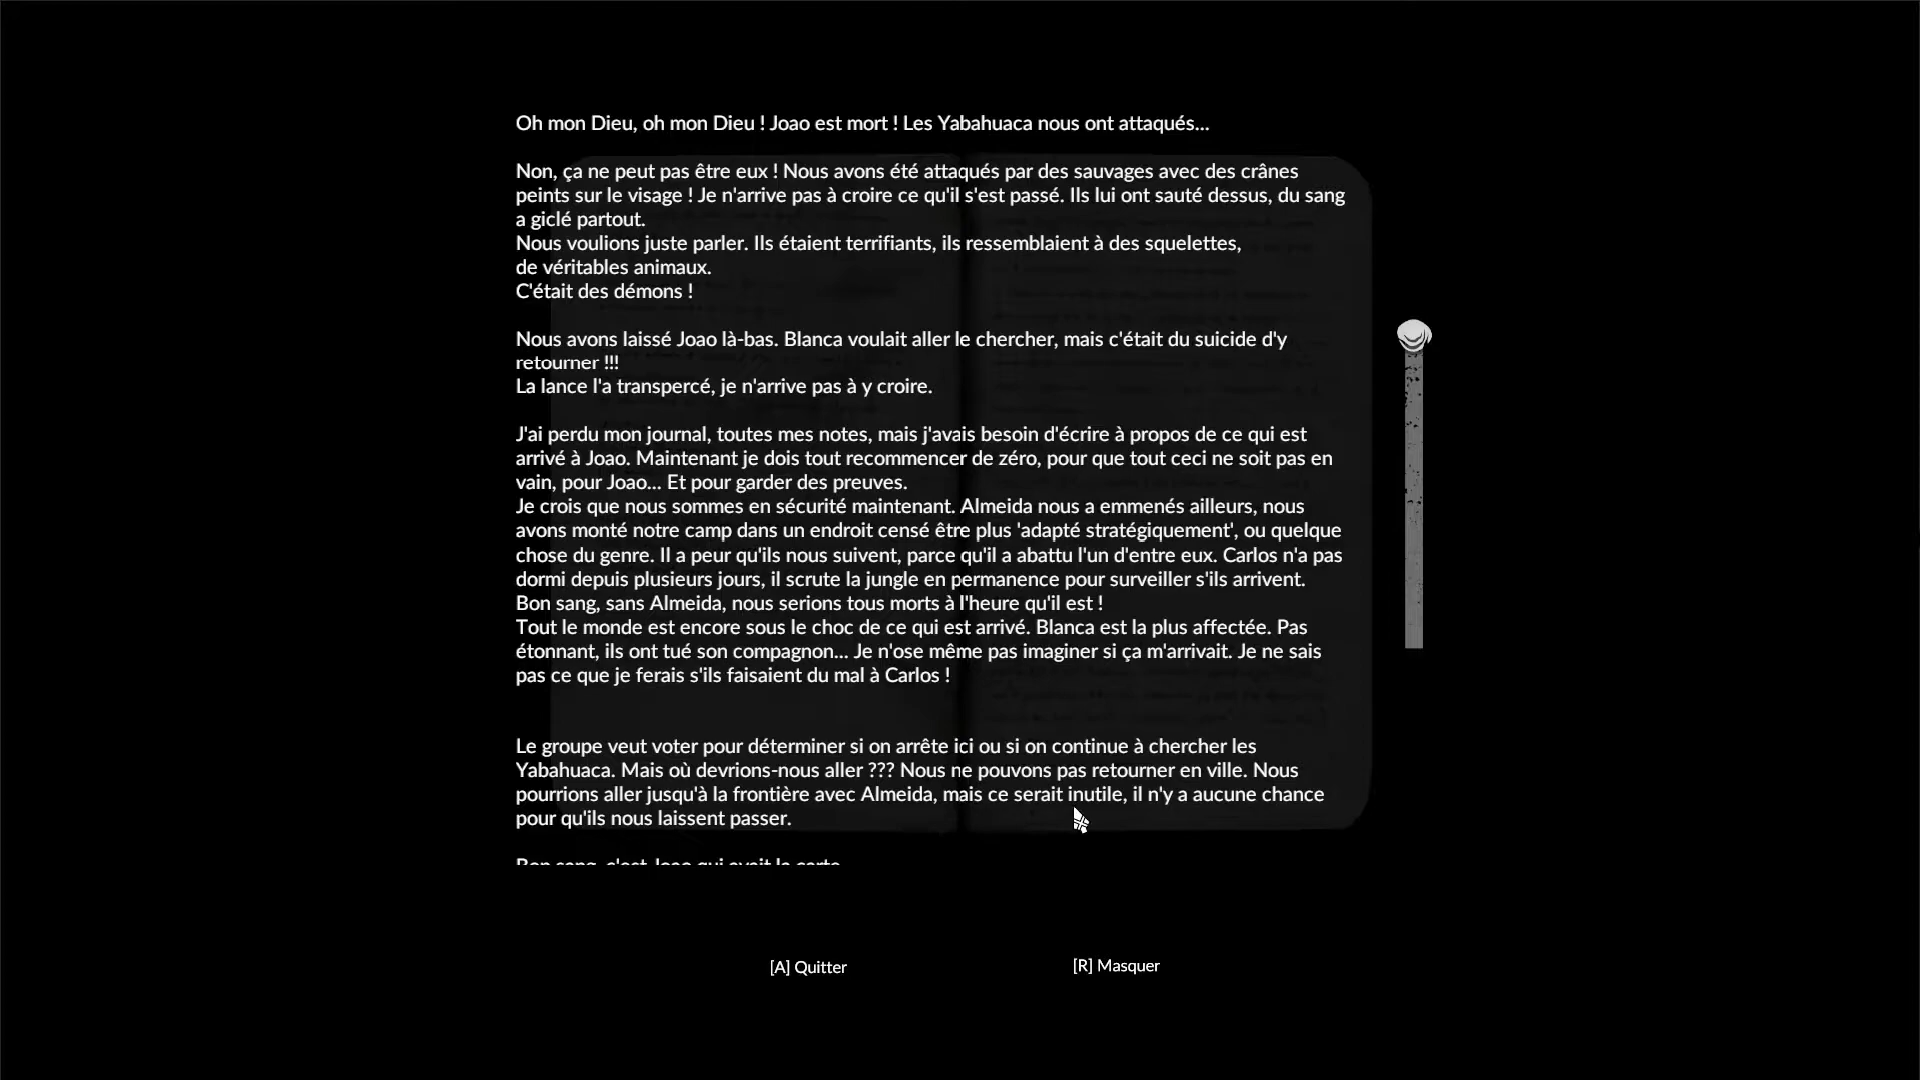 Oh mon Dieu, oh mon Dieu ! Joao est mort ! Les Yabahuaca nous ont attaqués...
Non, ça ne peut pas être eux ! Nous avons été attaqués par des sauvages avec des crânes
peints sur le visage ! Je n'arrive pas à croire ce qu'il s'est passé. Ils lui ont sauté dessus, du sang
a giclé partout.
Nous voulions juste parler. Ils étaient terrifiants, ils ressemblaient à des squelettes,
de véritables animaux.
C'était des démons !
Nous avons laissé Joao là-bas. Blanca voulait aller le chercher, mais c'était du suicide d'y
retourner !!!
La lance l'a transpercé, je n'arrive pas à y croire.
J'ai perdu mon journal, toutes mes notes, mais j'avais besoin d'écrire à propos de ce qui est
arrivé à Joao. Maintenant je dois tout recommencer de zéro, pour que tout ceci ne soit pas en
vain, pour Joao... Et pour garder des preuves.
Je crois que nous sommes en sécurité maintenant. Almeida nous a emmenés ailleurs, nous
avons monté notre camp dans un endroit censé être plus 'adapté stratégiquement', ou quelque
chose du genre. Il a peur qu'ils nous suivent, parce qu'il a abattu l'un d'entre eux. Carlos n'a pas
dormi depuis plusieurs jours, il scrute la jungle en permanence pour surveiller s'ils arrivent.
Bon sang, sans Almeida, nous serions tous morts à l'heure qu'il est !
Tout le monde est encore sous le choc de ce qui est arrivé. Blanca est la plus affectée. Pas
étonnant, ils ont tué son compagnon... Je n'ose même pas imaginer si ça m'arrivait. Je ne sais
pas ce que je ferais s'ils faisaient du mal à Carlos !
Le groupe veut voter pour déterminer si on arrête ici ou si on continue à chercher les
Yabahuaca. Mais où devrions-nous aller ??? Nous ne pouvons pas retourner en ville. Nous
pourrions aller jusqu'à la frontière avec Almeida, mais ce serait inutile, il n'y a aucune chance
pour qu'ils nous laissent passer.
Bon sang, c'est Joao qui avait la carte
[A] Quitter
[R] Masquer